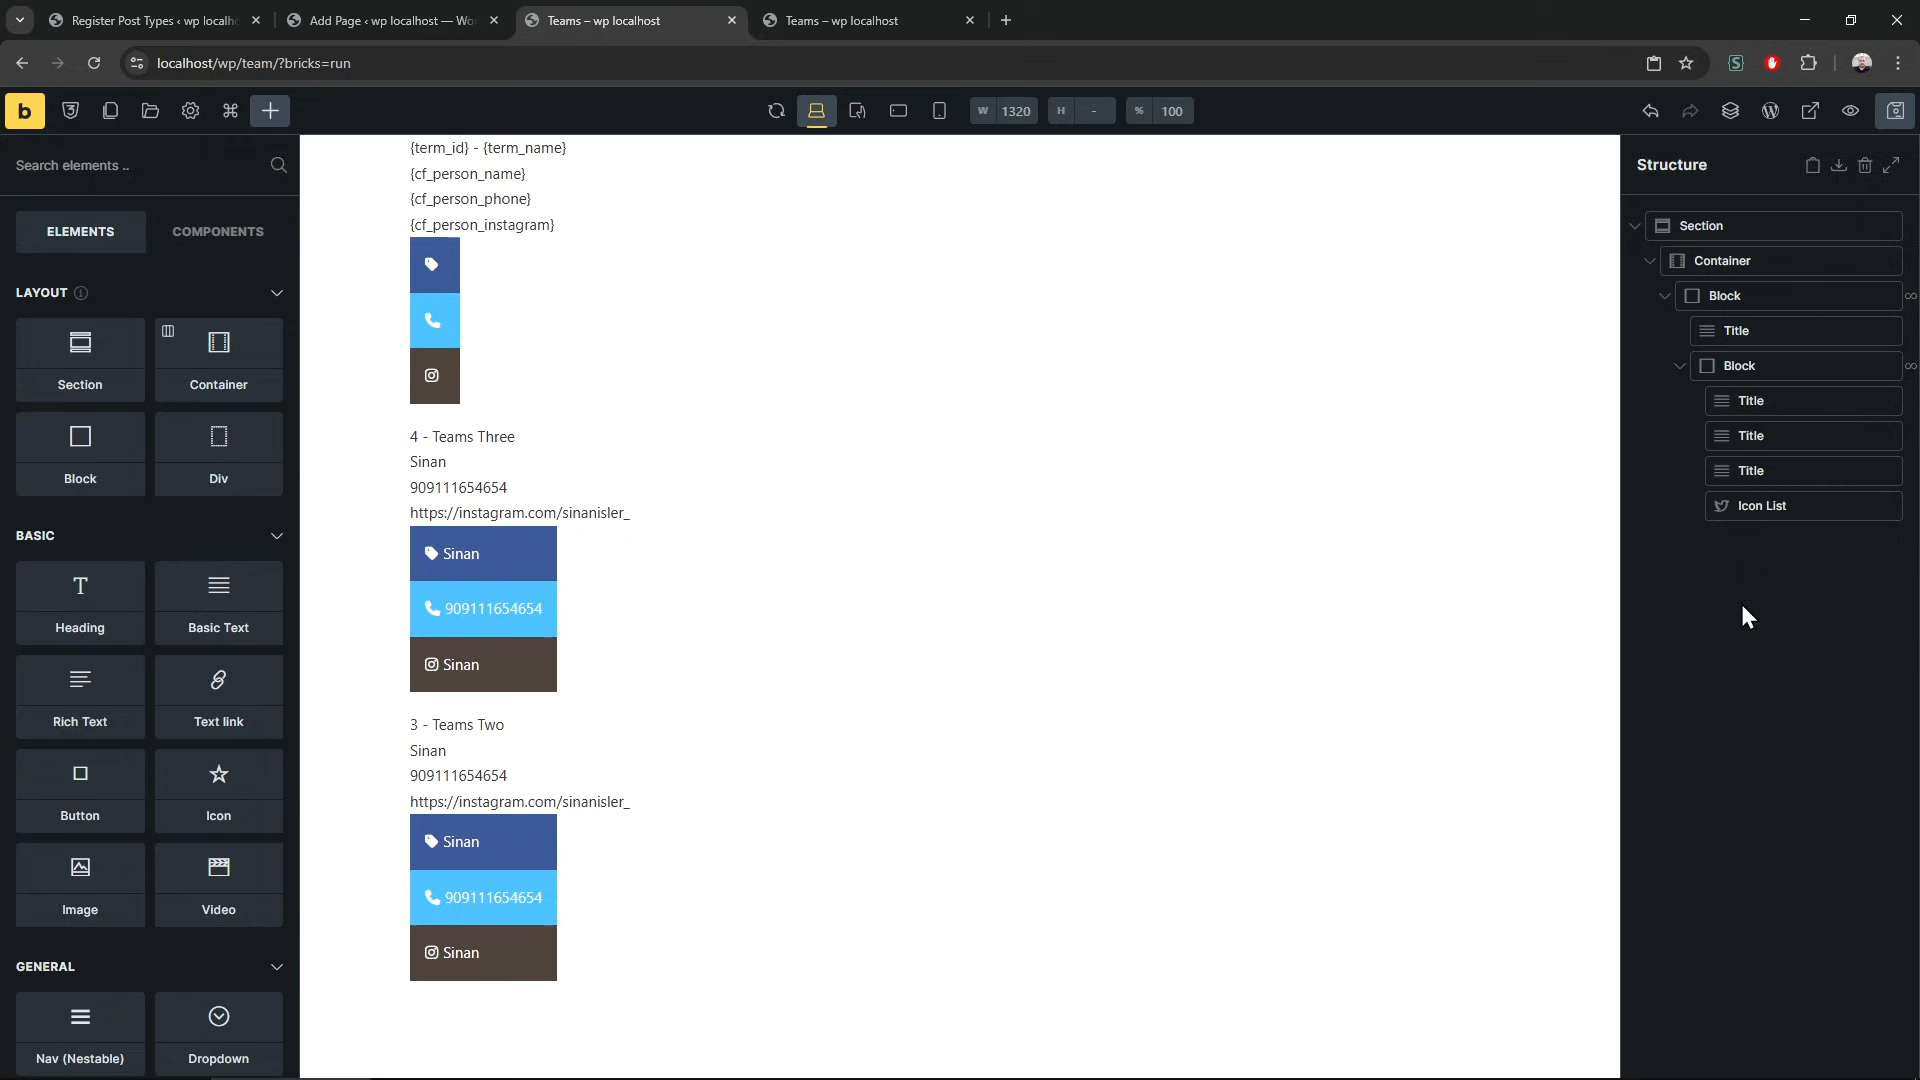 Register Post Types ‹ wp localh
Add Page ‹ wp localhost — Wo
Teams – wp localhost
Teams – wp localhost
localhost/wp/team/?bricks=run
b
W 1320
H -
% 100
Search elements ..
ELEMENTS
COMPONENTS
LAYOUT
Section
Container
Block
Div
BASIC
Heading
Basic Text
Rich Text
Text link
Button
Icon
Image
Video
GENERAL
Nav (Nestable)
Dropdown
{term_id} - {term_name}
{cf_person_name}
{cf_person_phone}
{cf_person_instagram}
4 - Teams Three
Sinan
909111654654
https://instagram.com/sinanisler_
Sinan
909111654654
Sinan
3 - Teams Two
Sinan
909111654654
https://instagram.com/sinanisler_
Sinan
909111654654
Sinan
Structure
Section
Container
Block
Title
Block
Title
Title
Title
Icon List